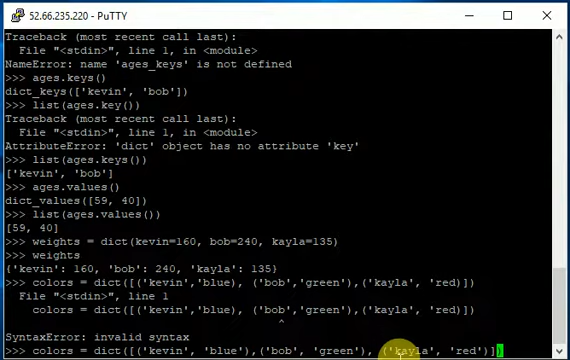 52.66.235.220 - PuTTY
Traceback (most recent call last):
  File "<stdin>", line 1, in <module>
NameError: name 'ages_keys' is not defined
>>> ages.keys()
dict_keys(['kevin', 'bob'])
>>> list(ages.key())
Traceback (most recent call last):
  File "<stdin>", line 1, in <module>
AttributeError: 'dict' object has no attribute 'key'
>>> list(ages.keys())
['kevin', 'bob']
>>> ages.values()
dict_values([59, 40])
>>> list(ages.values())
[59, 40]
>>> weights = dict(kevin=160, bob=240, kayla=135)
>>> weights
{'kevin': 160, 'bob': 240, 'kayla': 135}
>>> colors = dict([('kevin','blue), ('bob','green'),('kayla', 'red)])
  File "<stdin>", line 1
    colors = dict([('kevin','blue), ('bob','green'),('kayla', 'red)])
                                       ^
SyntaxError: invalid syntax
>>> colors = dict([('kevin', 'blue'),('bob', 'green'), ('kayla', 'red')])